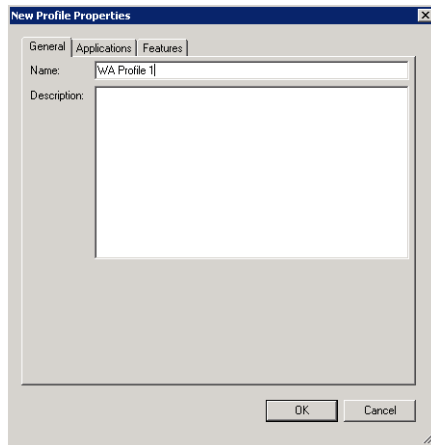 New Profile Properties
General Applications Features
Name: WA Profile 1
Description:
OK Cancel